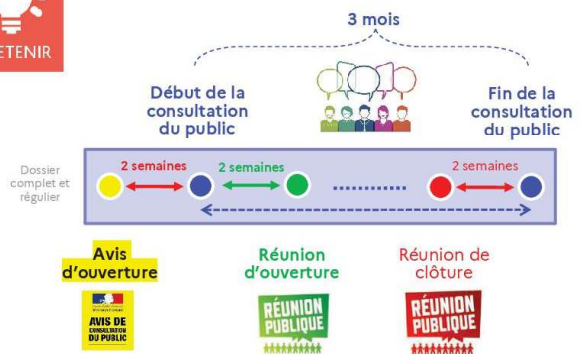 ETENIR
3 mois
Début de la
consultation
du public
Fin de la
consultation
du public
Dossier
complet et
régulier
2 semaines
2 semaines
2 semaines
Avis
d'ouverture
Réunion
d'ouverture
Réunion de
clôture
AVIS DE
CONSULTATION
DU PUBLIC
RÉUNION
PUBLIQUE
RÉUNION
PUBLIQUE